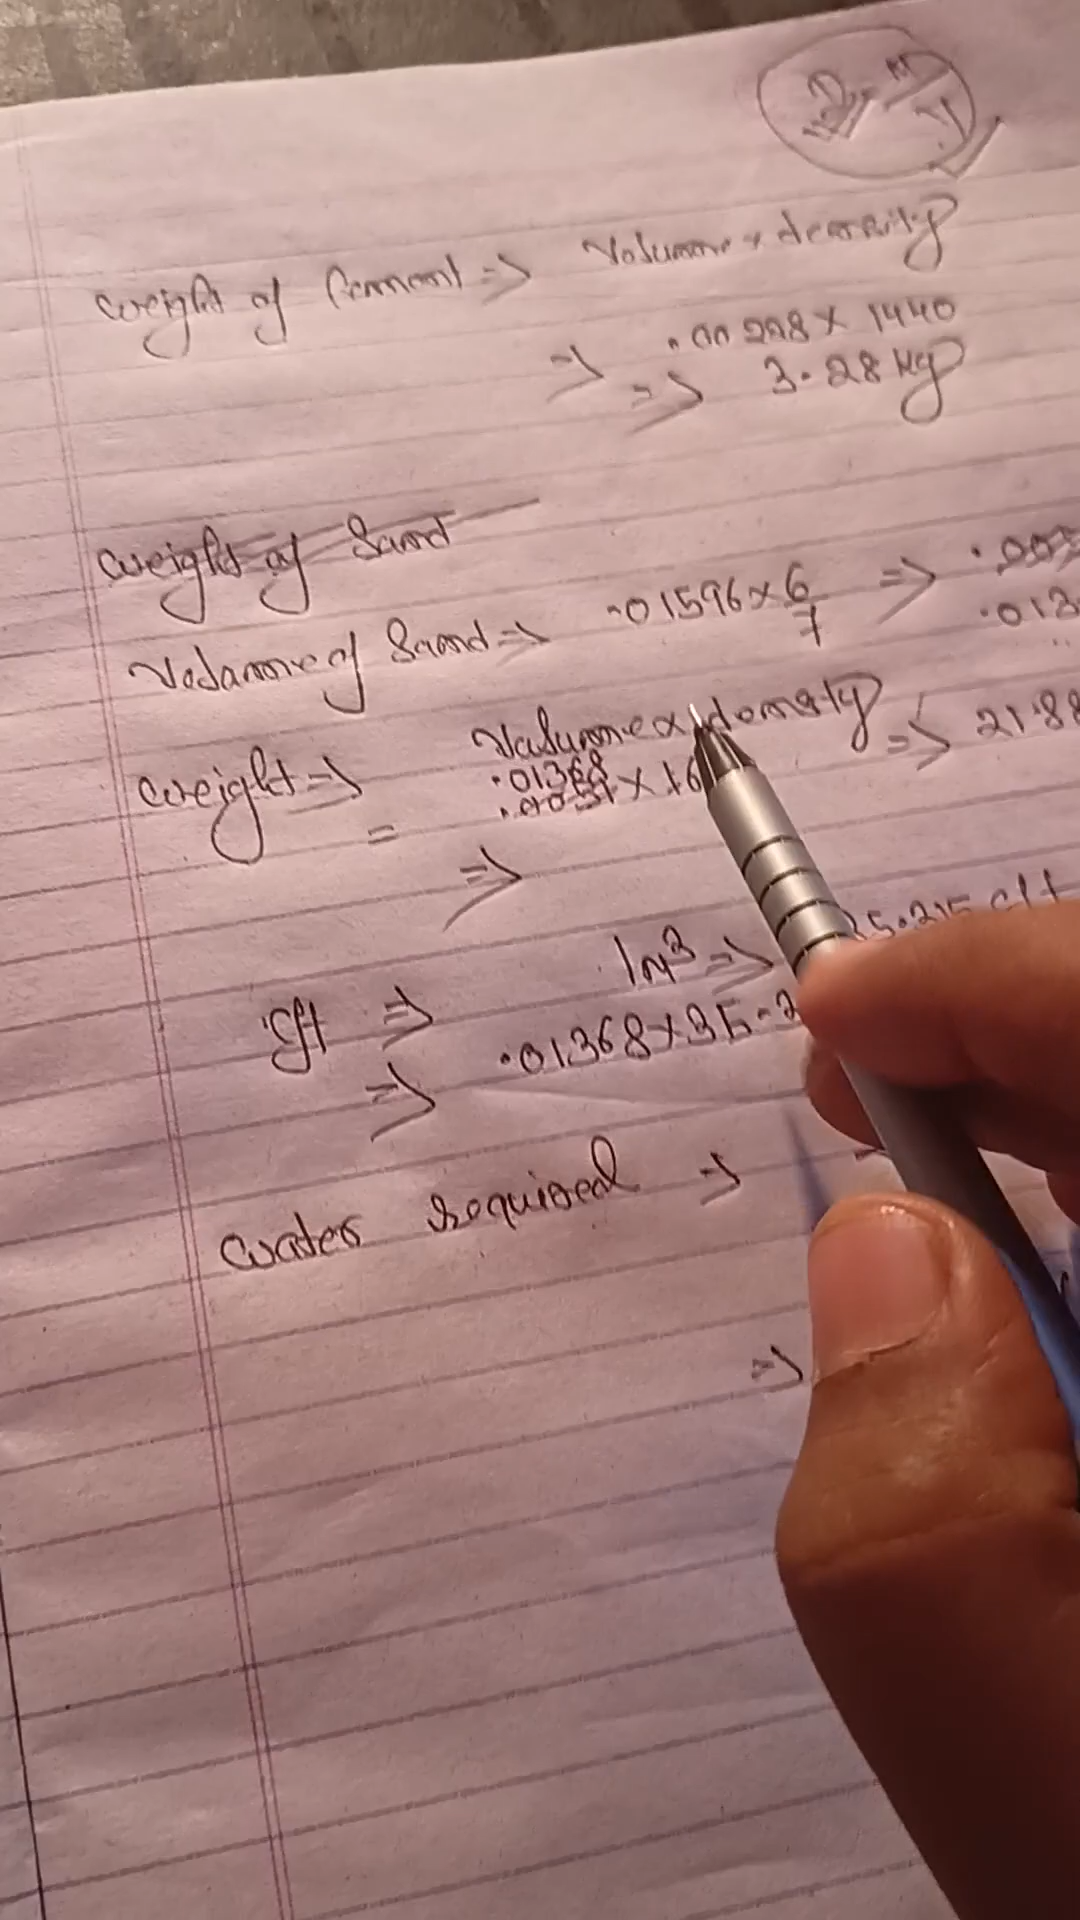 weight of Cement => Volume x density
=> .00228 x 1440
=> 3.28 kg
weight of Sand
Volume of Sand => .01596 x 6/7 =>
.013
weight => Volume x density => 21.88
= .01368 x 16
=>
1m³ => 35.315 cft
cft => .01368 x 35.3
=>
water required =>
=>